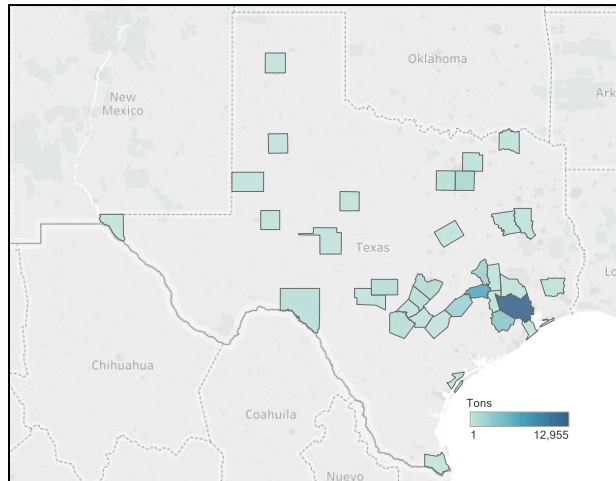 Oklahoma
New
Mexico
Ark
Texas
Lo
Chihuahua
Coahuila
Tons
1 12,955
Nuevo